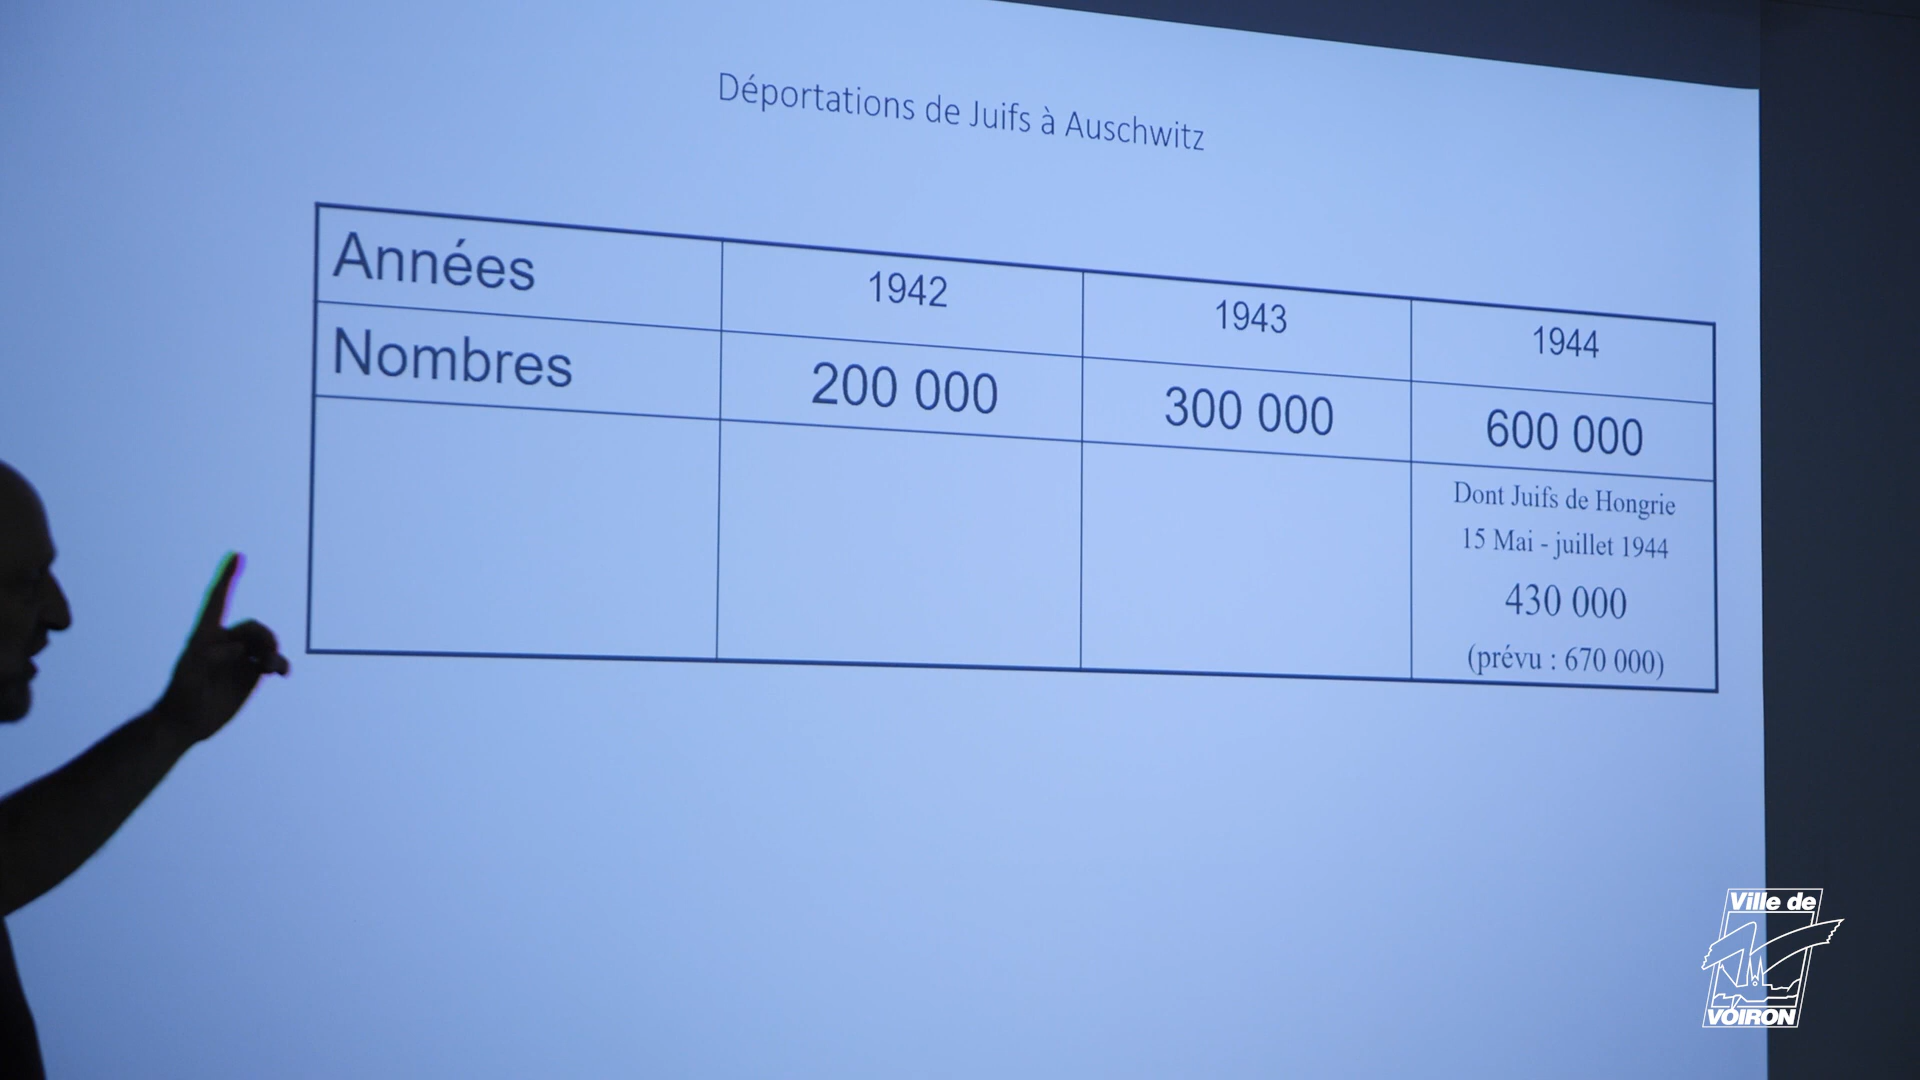 Déportations de Juifs à Auschwitz
Années 1942 1943 1944
Nombres 200 000 300 000 600 000
Dont Juifs de Hongrie
15 Mai - juillet 1944
430 000
(prévu : 670 000)
Ville de
VOIRON